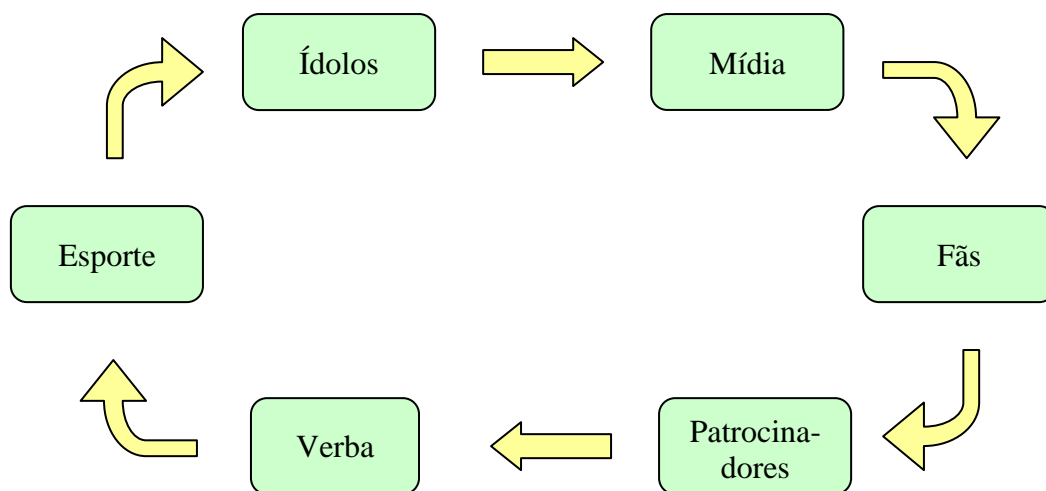 Ídolos
Mídia
Esporte
Fãs
Verba
Patrocina-
dores